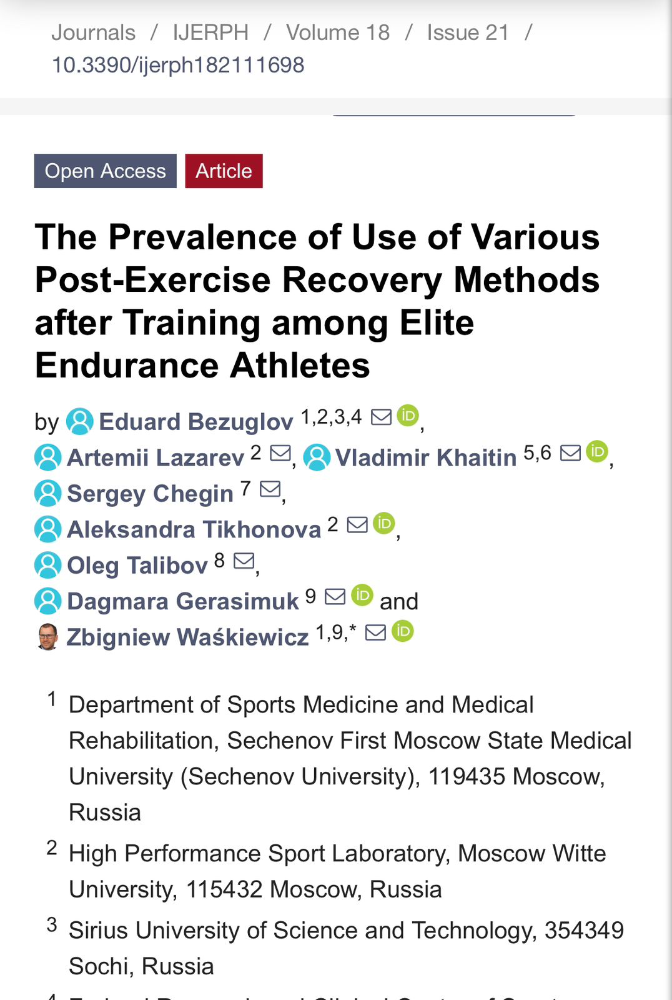 Journals / IJERPH / Volume 18 / Issue 21 /
10.3390/ijerph182111698
Open Access Article
The Prevalence of Use of Various
Post-Exercise Recovery Methods
after Training among Elite
Endurance Athletes
by Eduard Bezuglov 1,2,3,4 iD,
Artemii Lazarev 2, Vladimir Khaitin 5,6 iD,
Sergey Chegin 7,
Aleksandra Tikhonova 2 iD,
Oleg Talibov 8,
Dagmara Gerasimuk 9 iD and
Zbigniew Waśkiewicz 1,9,* iD
1 Department of Sports Medicine and Medical
Rehabilitation, Sechenov First Moscow State Medical
University (Sechenov University), 119435 Moscow,
Russia
2 High Performance Sport Laboratory, Moscow Witte
University, 115432 Moscow, Russia
3 Sirius University of Science and Technology, 354349
Sochi, Russia